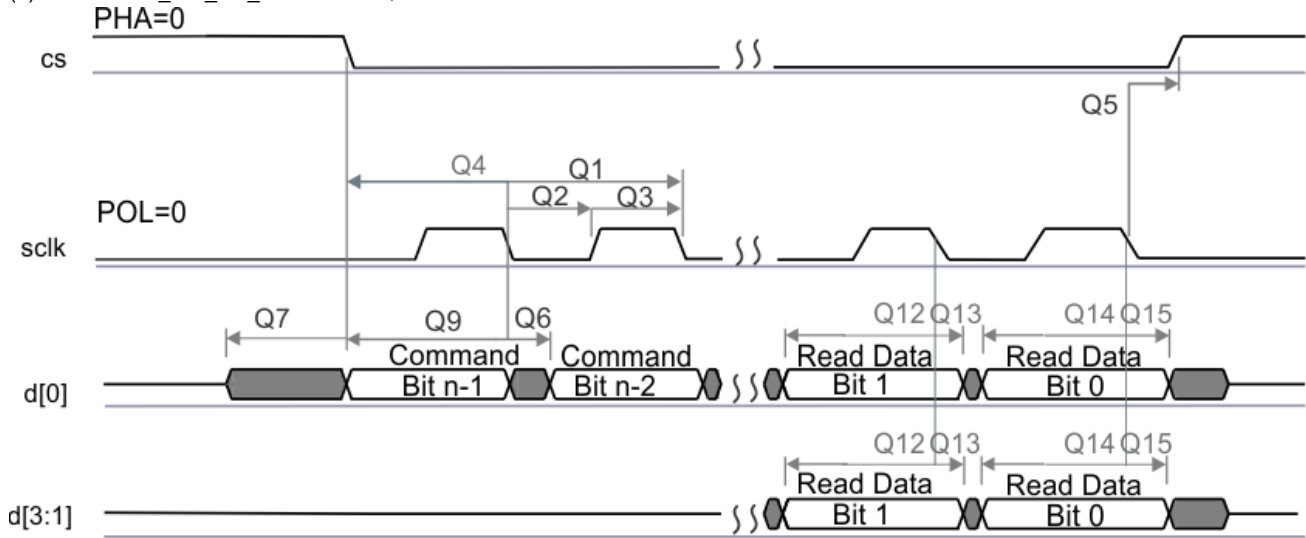 PHA=0
cs
Q5
Q4 Q1
Q2 Q3
POL=0
sclk
Q7 Q9 Q6 Q12 Q13 Q14 Q15
Command Command Read Data Read Data
d[0] Bit n-1 Bit n-2 Bit 1 Bit 0
Q12 Q13 Q14 Q15
Read Data Read Data
d[3:1] Bit 1 Bit 0